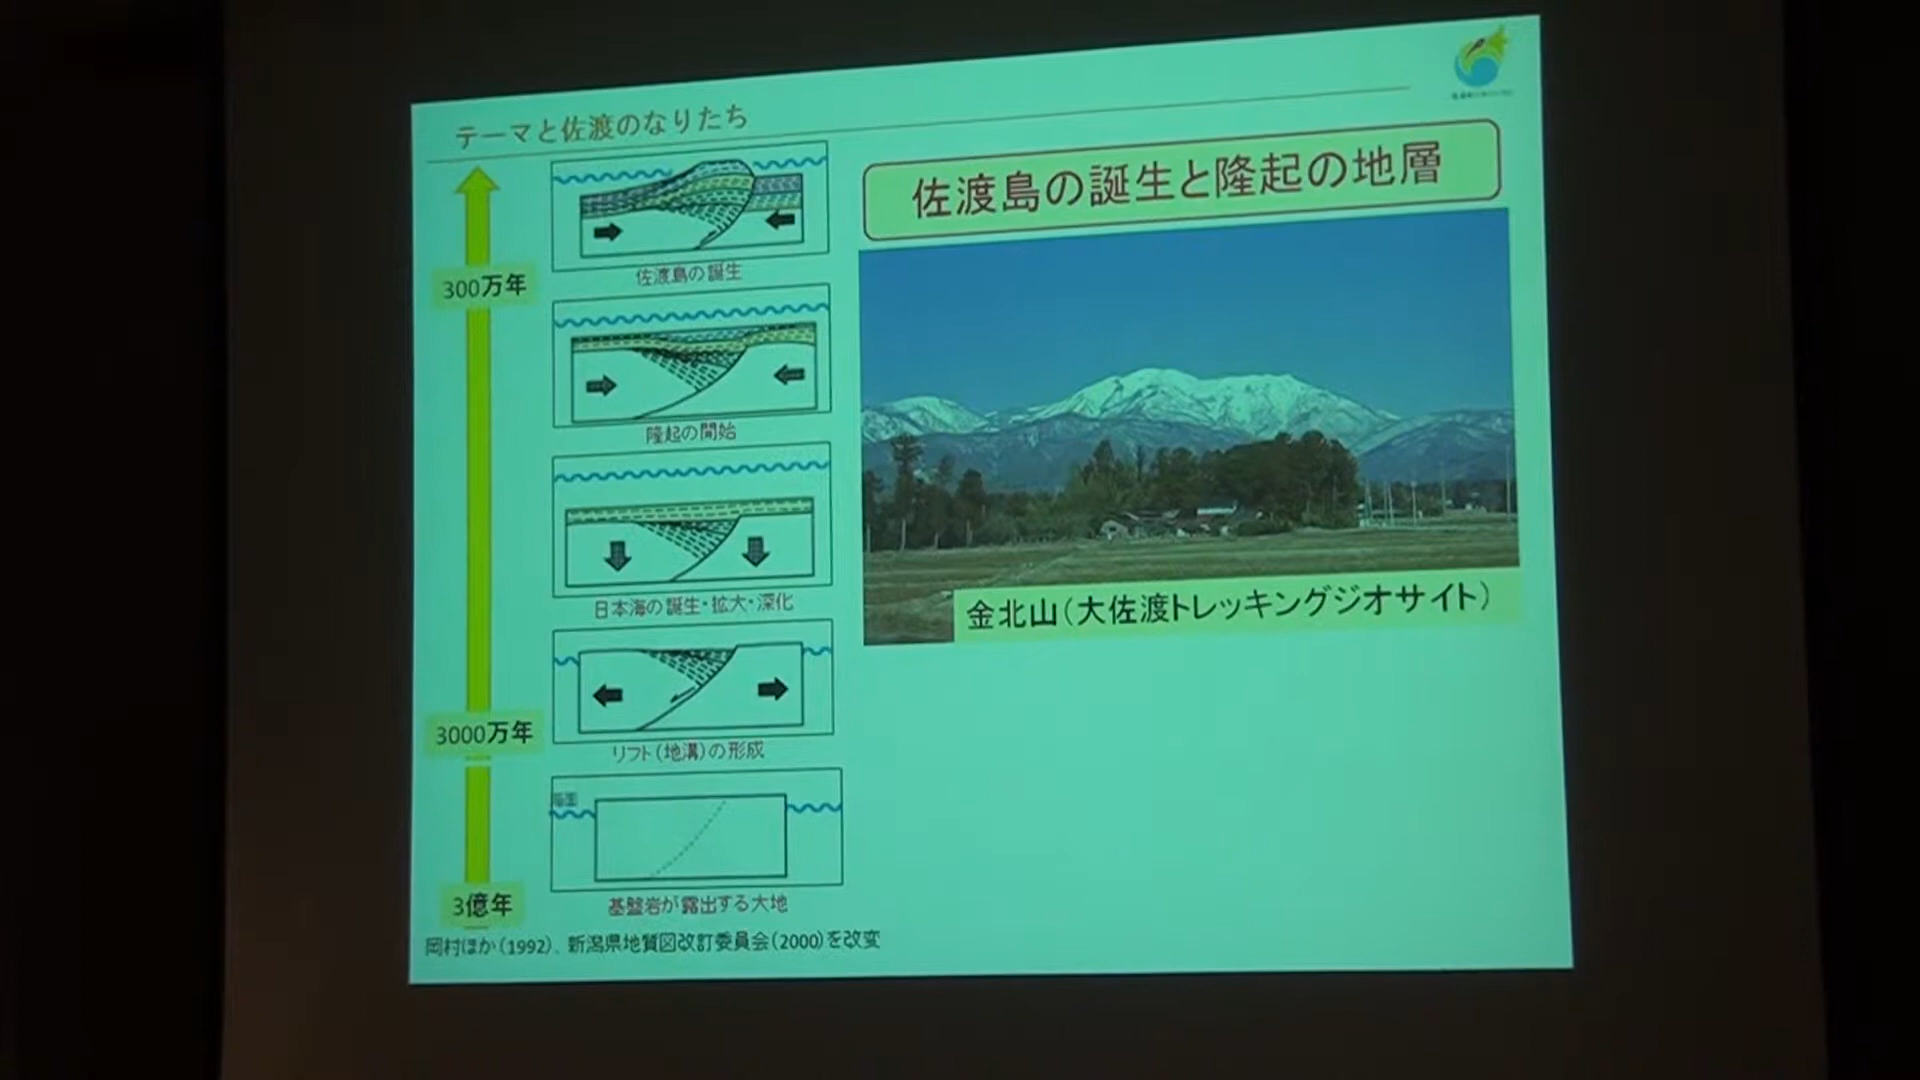 テーマと佐渡のなりたち
佐渡島の誕生と隆起の地層
300万年
3000万年
3億年
佐渡島の誕生
隆起の開始
日本海の誕生・拡大・深化
リフト(地溝)の形成
海面
基盤岩が露出する大地
岡村ほか(1992)、新潟県地質図改訂委員会(2000)を改変
金北山(大佐渡トレッキングジオサイト)